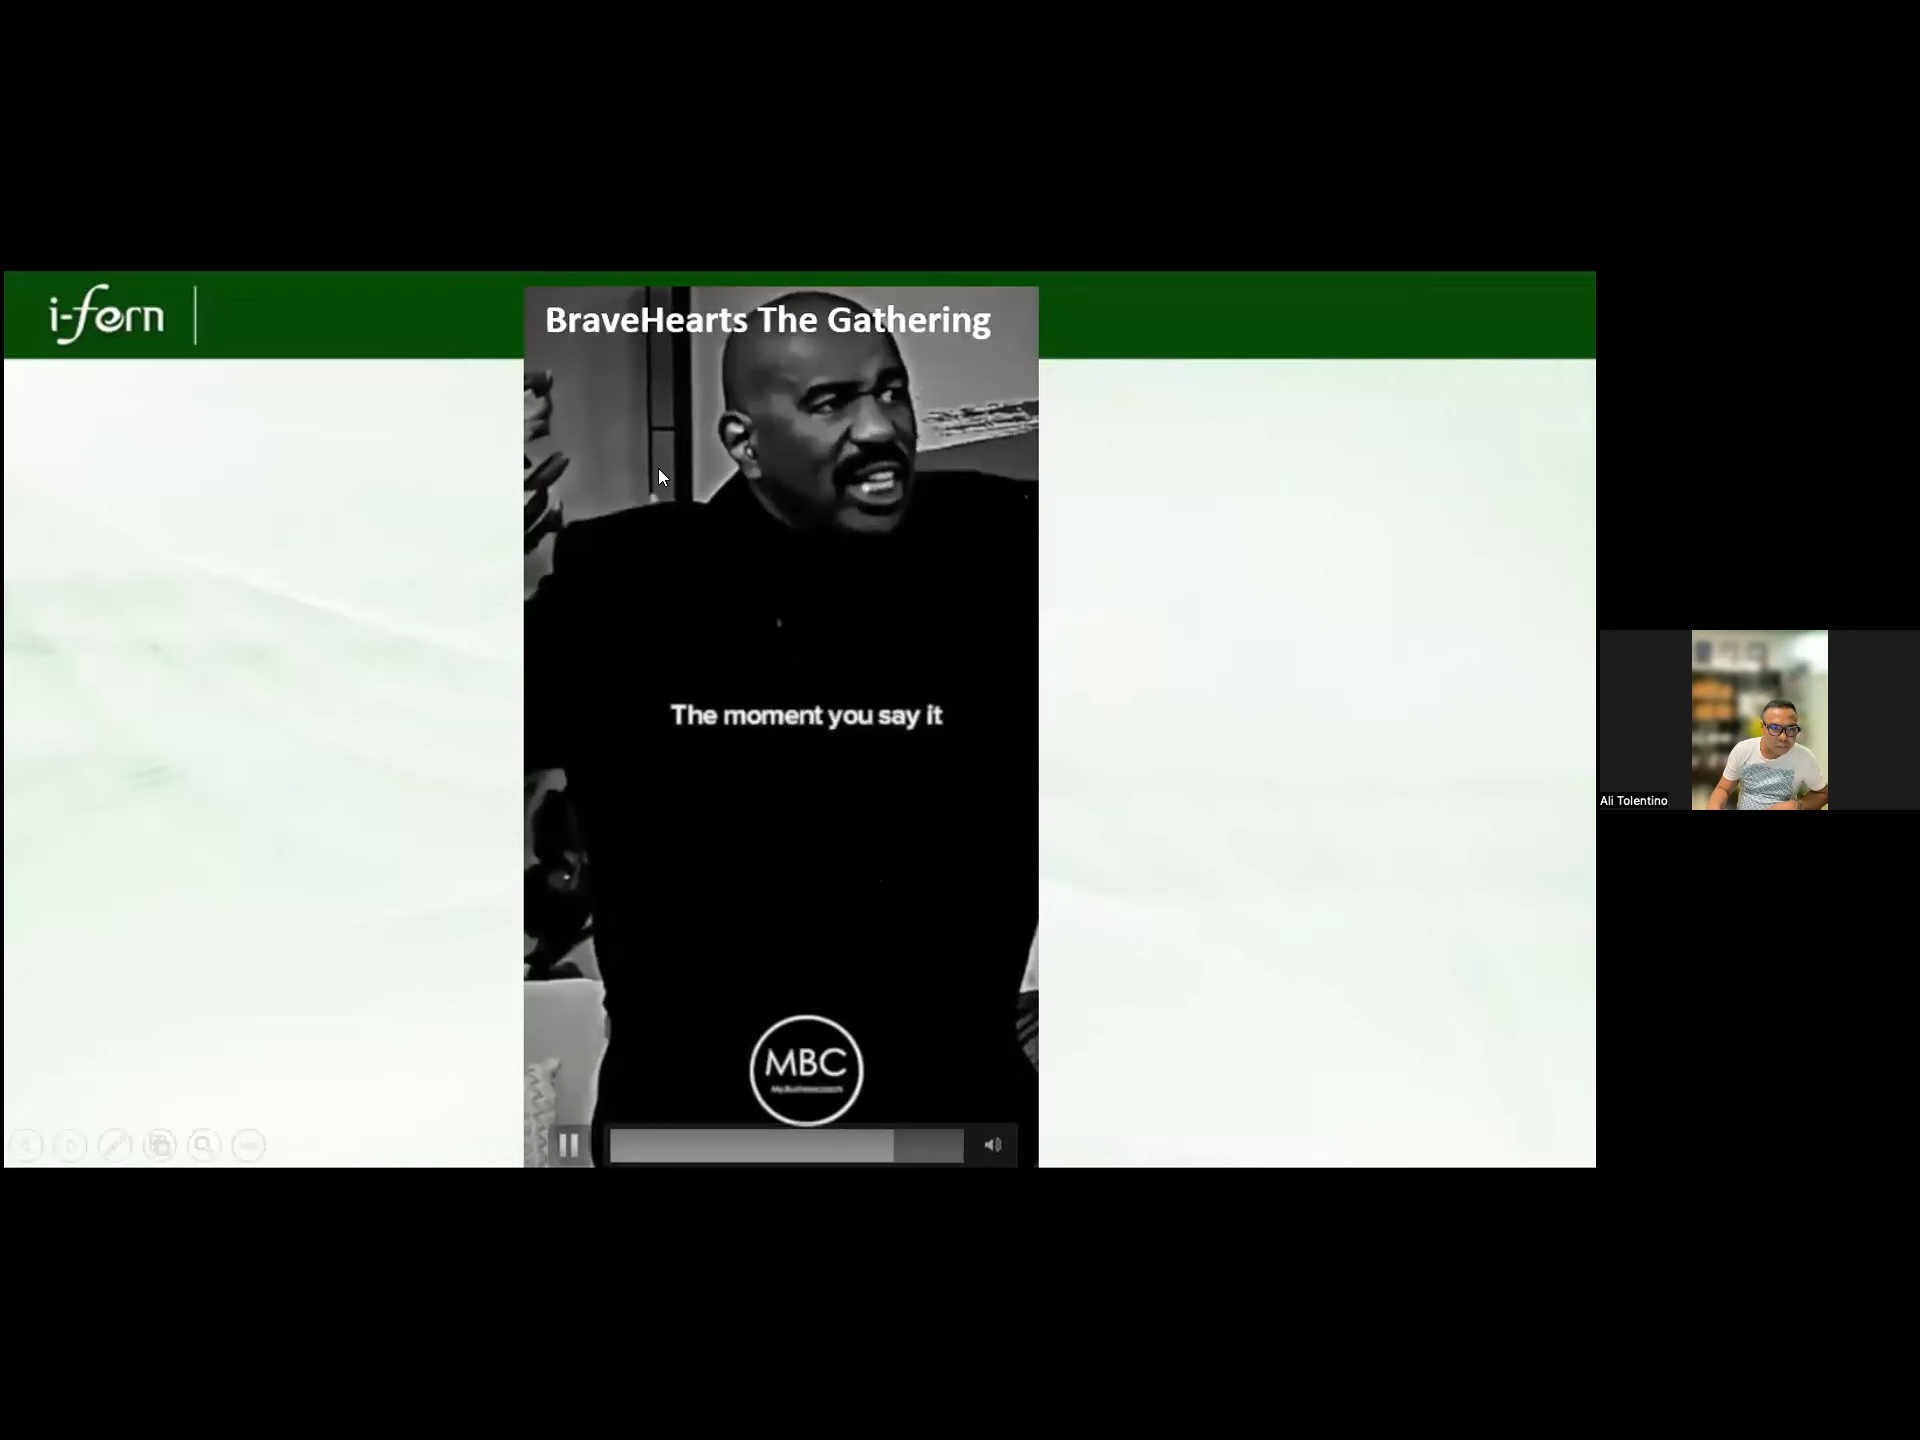 i-fern
BraveHearts The Gathering
The moment you say it
MBC
Ali Tolentino